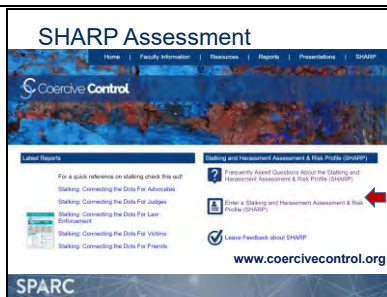 SHARP Assessment
Home | Faculty Information | Resources | Reports | Presentations | SHARP
Coercive Control
Latest Reports
For a quick reference on stalking check this out!
Stalking: Connecting the Dots For Advocates
Stalking: Connecting the Dots For Judges
Stalking: Connecting the Dots For Law
Enforcement
Stalking: Connecting the Dots For Victims
Stalking: Connecting the Dots For Friends
Stalking and Harassment Assessment & Risk Profile (SHARP)
Frequently Asked Questions About the Stalking and
Harassment Assessment & Risk Profile (SHARP)
Enter a Stalking and Harassment Assessment & Risk
Profile (SHARP)
Leave Feedback about SHARP
www.coercivecontrol.org
SPARC